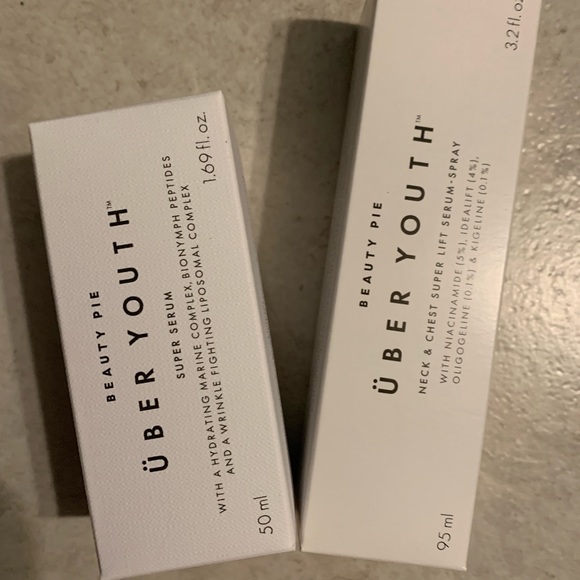 BEAUTY PIE
ÜBER YOUTH™
SUPER SERUM
WITH A HYDRATING MARINE COMPLEX, BIONYMPH PEPTIDES
AND A WRINKLE FIGHTING LIPOSOMAL COMPLEX
50 ml
1.69 fl. oz.
BEAUTY PIE
ÜBER YOUTH™
NECK & CHEST SUPER LIFT SERUM-SPRAY
WITH NIACINAMIDE (5%), IDEALIFT (4%),
OLIGOGELINE (0.1%) & KIGELINE (0.1%)
95 ml
3.2 fl. oz